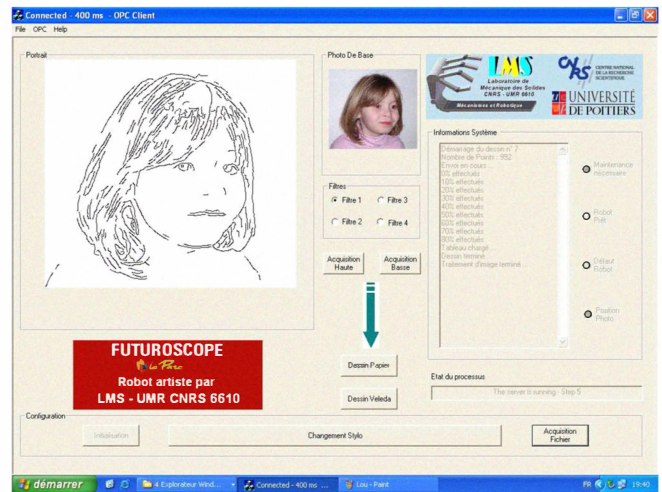 Connected - 400 ms - OPC Client
File OPC Help
Portrait
Photo De Base
LMS
Laboratoire de
Mécanique des Solides
CNRS - UMR 6610
Mécanismes et Robotique
CNRS
CENTRE NATIONAL
DE LA RECHERCHE
SCIENTIFIQUE
UNIVERSITÉ
DE POITIERS
Informations Système
Démarrage du dessin n° 7
Nombre de Points : 992
Envoi en cours ...
0% effectués
10% effectués
20% effectués
30% effectués
40% effectués
50% effectués
60% effectués
70% effectués
80% effectués
Tableau chargé ...
Dessin terminé ...
Traitement d'image terminé ...
Maintenance
nécessaire
Robot
Prêt
Défaut
Robot
Position
Photo
Filtres
Filtre 1
Filtre 3
Filtre 2
Filtre 4
Acquisition
Haute
Acquisition
Basse
Dessin Papier
Dessin Veleda
FUTUROSCOPE
Le Parc
Robot artiste par
LMS - UMR CNRS 6610
Etat du processus
The server is running - Step 5
Configuration
Initialisation
Changement Stylo
Acquisition
Fichier
démarrer
4 Explorateur Wind...
Connected - 400 ms ...
Lou - Paint
FR
19:40